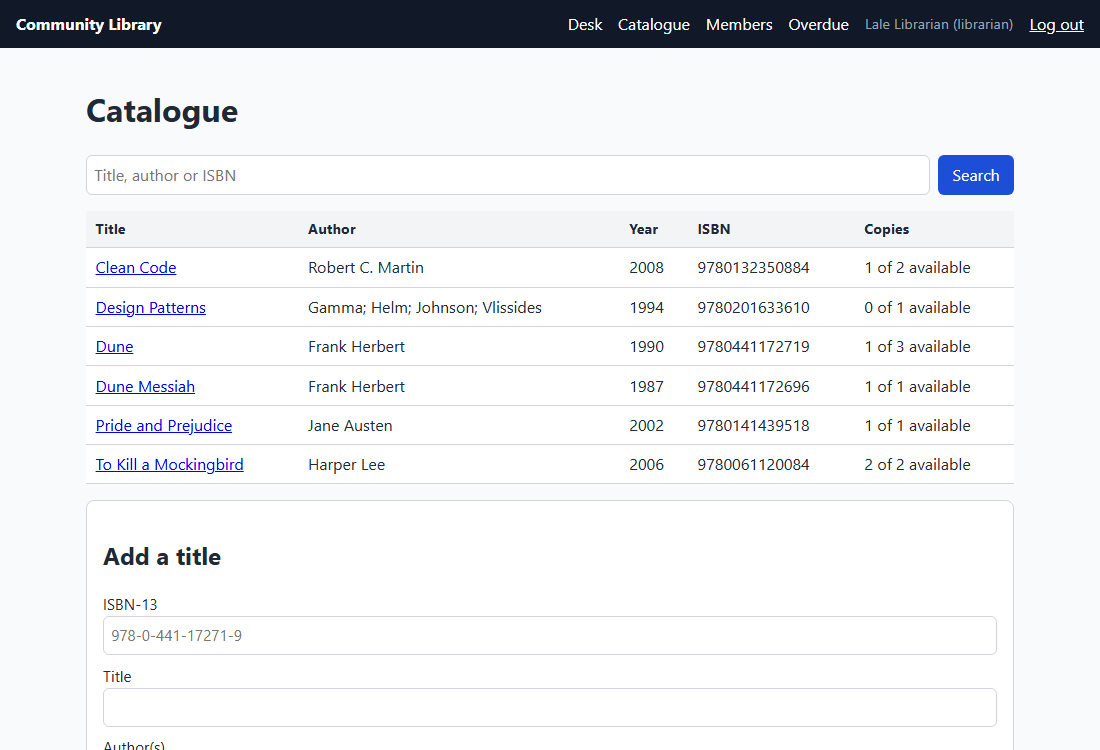 Community Library Desk Catalogue Members Overdue Lale Librarian (librarian) Log out
Catalogue
Title, author or ISBN Search
Title Author Year ISBN Copies
Clean Code Robert C. Martin 2008 9780132350884 1 of 2 available
Design Patterns Gamma; Helm; Johnson; Vlissides 1994 9780201633610 0 of 1 available
Dune Frank Herbert 1990 9780441172719 1 of 3 available
Dune Messiah Frank Herbert 1987 9780441172696 1 of 1 available
Pride and Prejudice Jane Austen 2002 9780141439518 1 of 1 available
To Kill a Mockingbird Harper Lee 2006 9780061120084 2 of 2 available
Add a title
ISBN-13
978-0-441-17271-9
Title
Author(s)